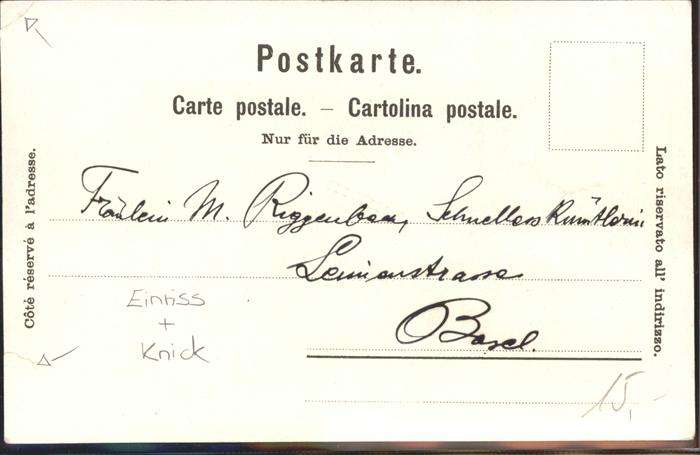 Postkarte.
Carte postale. – Cartolina postale.
Nur für die Adresse.
Côté réservé à l'adresse.
Lato riservato all' indirizzo.
Fräulein M. Riggenbach,
Leimenstrasse
Basel.
Einriss
+
Knick
15,-